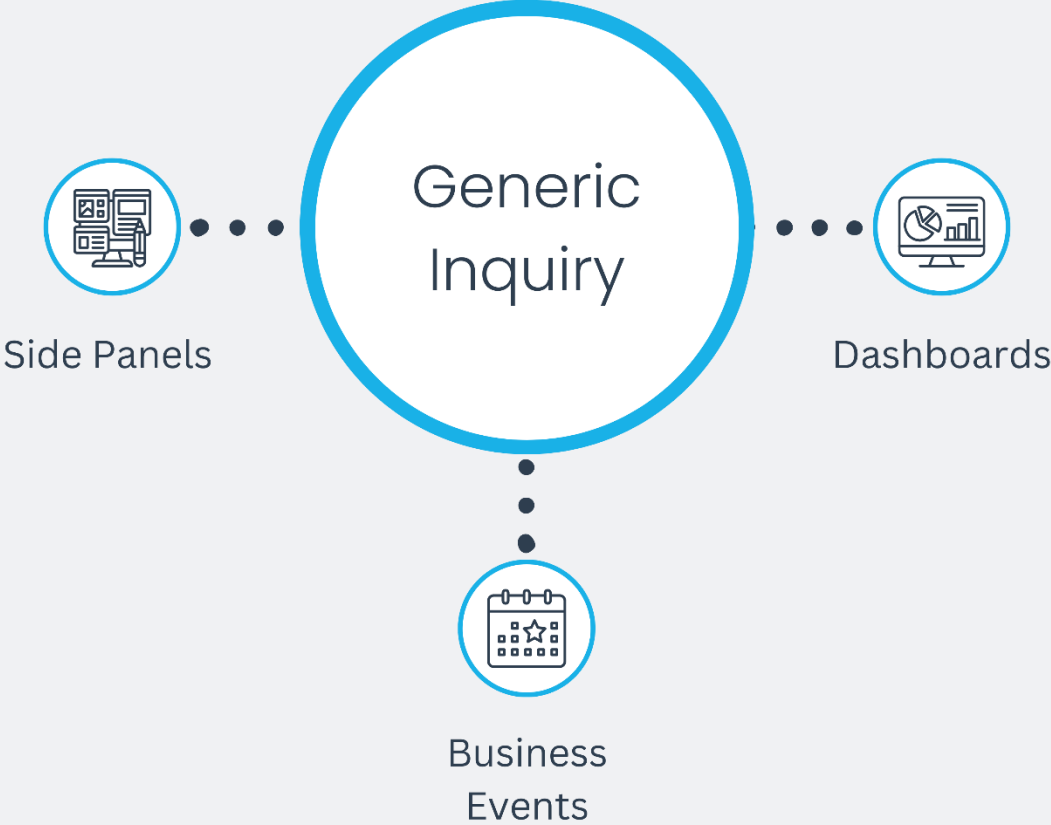 Generic
Inquiry
Side Panels
Dashboards
Business
Events